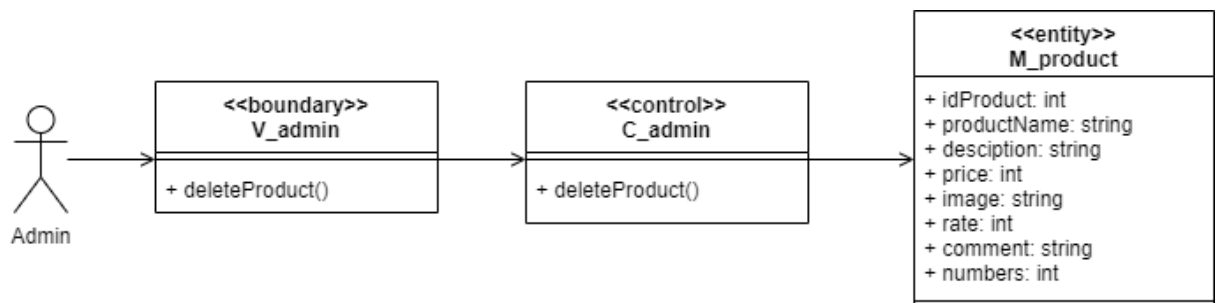 <<entity>>
M_product
<<boundary>>
V_admin
<<control>>
C_admin
+ idProduct: int
+ productName: string
+ desciption: string
+ price: int
+ image: string
+ rate: int
+ comment: string
+ numbers: int
+ deleteProduct()
+ deleteProduct()
Admin